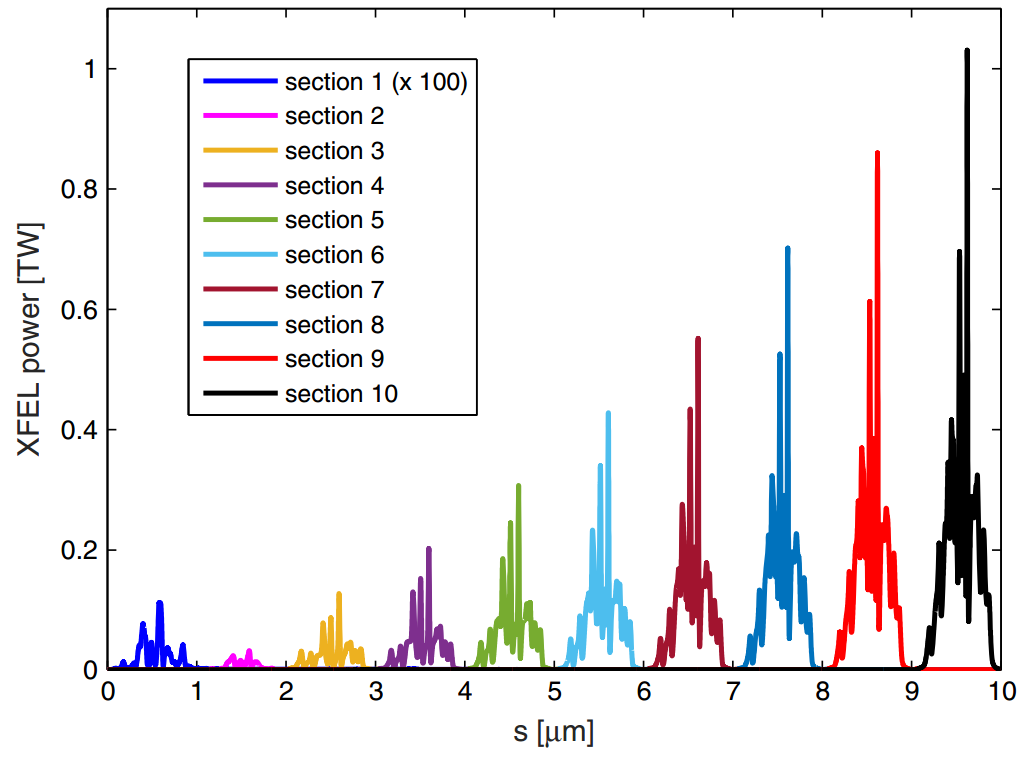 XFEL power [TW]
1
0.8
0.6
0.4
0.2
0
section 1 (x 100)
section 2
section 3
section 4
section 5
section 6
section 7
section 8
section 9
section 10
0 1 2 3 4 5 6 7 8 9 10
s [μm]